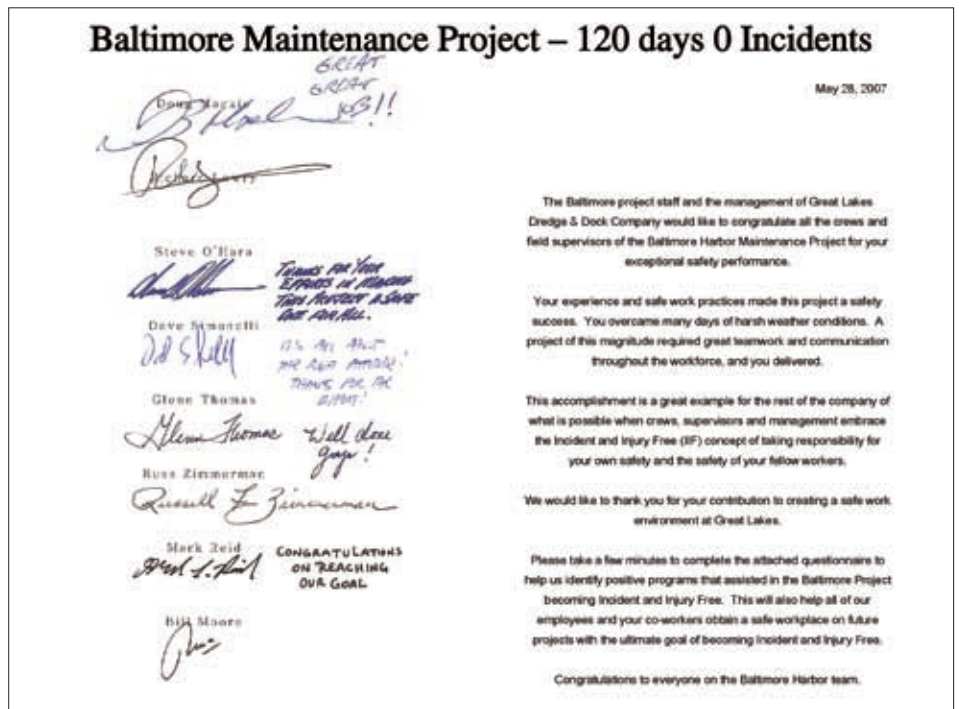 Baltimore Maintenance Project – 120 days 0 Incidents
GREAT
GREAT
JOB!!
Doug
May 28, 2007
Steve O'Hara
THANKS FOR YOUR
EFFORTS IN MAKING
THIS PROJECT A SAFE
ONE FOR ALL.
Dave Simonelli
IT'S ALL ABOUT
THE RIGHT ATTITUDE!
THANKS FOR THE
EFFORT!
Glenn Thomas
Glenn Thomas
Well done
guys!
Russ Zimmerman
Russell Zimmerman
Mark Reid
CONGRATULATIONS
ON REACHING
OUR GOAL
Bill Moore
The Baltimore project staff and the management of Great Lakes
Dredge & Dock Company would like to congratulate all the crews and
field supervisors of the Baltimore Harbor Maintenance Project for your
exceptional safety performance.
Your experience and safe work practices made this project a safety
success. You overcame many days of harsh weather conditions. A
project of this magnitude required great teamwork and communication
throughout the workforce, and you delivered.
This accomplishment is a great example for the rest of the company of
what is possible when crews, supervisors and management embrace
the Incident and Injury Free (IIF) concept of taking responsibility for
your own safety and the safety of your fellow workers.
We would like to thank you for your contribution to creating a safe work
environment at Great Lakes.
Please take a few minutes to complete the attached questionnaire to
help us identify positive programs that assisted in the Baltimore Project
becoming Incident and Injury Free. This will also help all of our
employees and your co-workers obtain a safe workplace on future
projects with the ultimate goal of becoming Incident and Injury Free.
Congratulations to everyone on the Baltimore Harbor team.